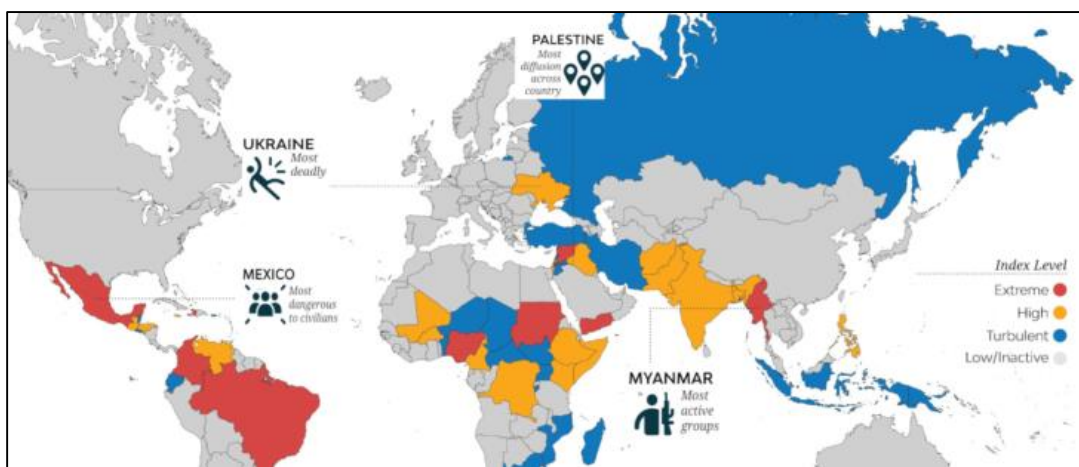 PALESTINE
Most
diffusion
across
country
UKRAINE
Most
deadly
MEXICO
Most
dangerous
to civilians
MYANMAR
Most
active
groups
Index Level
Extreme
High
Turbulent
Low/Inactive